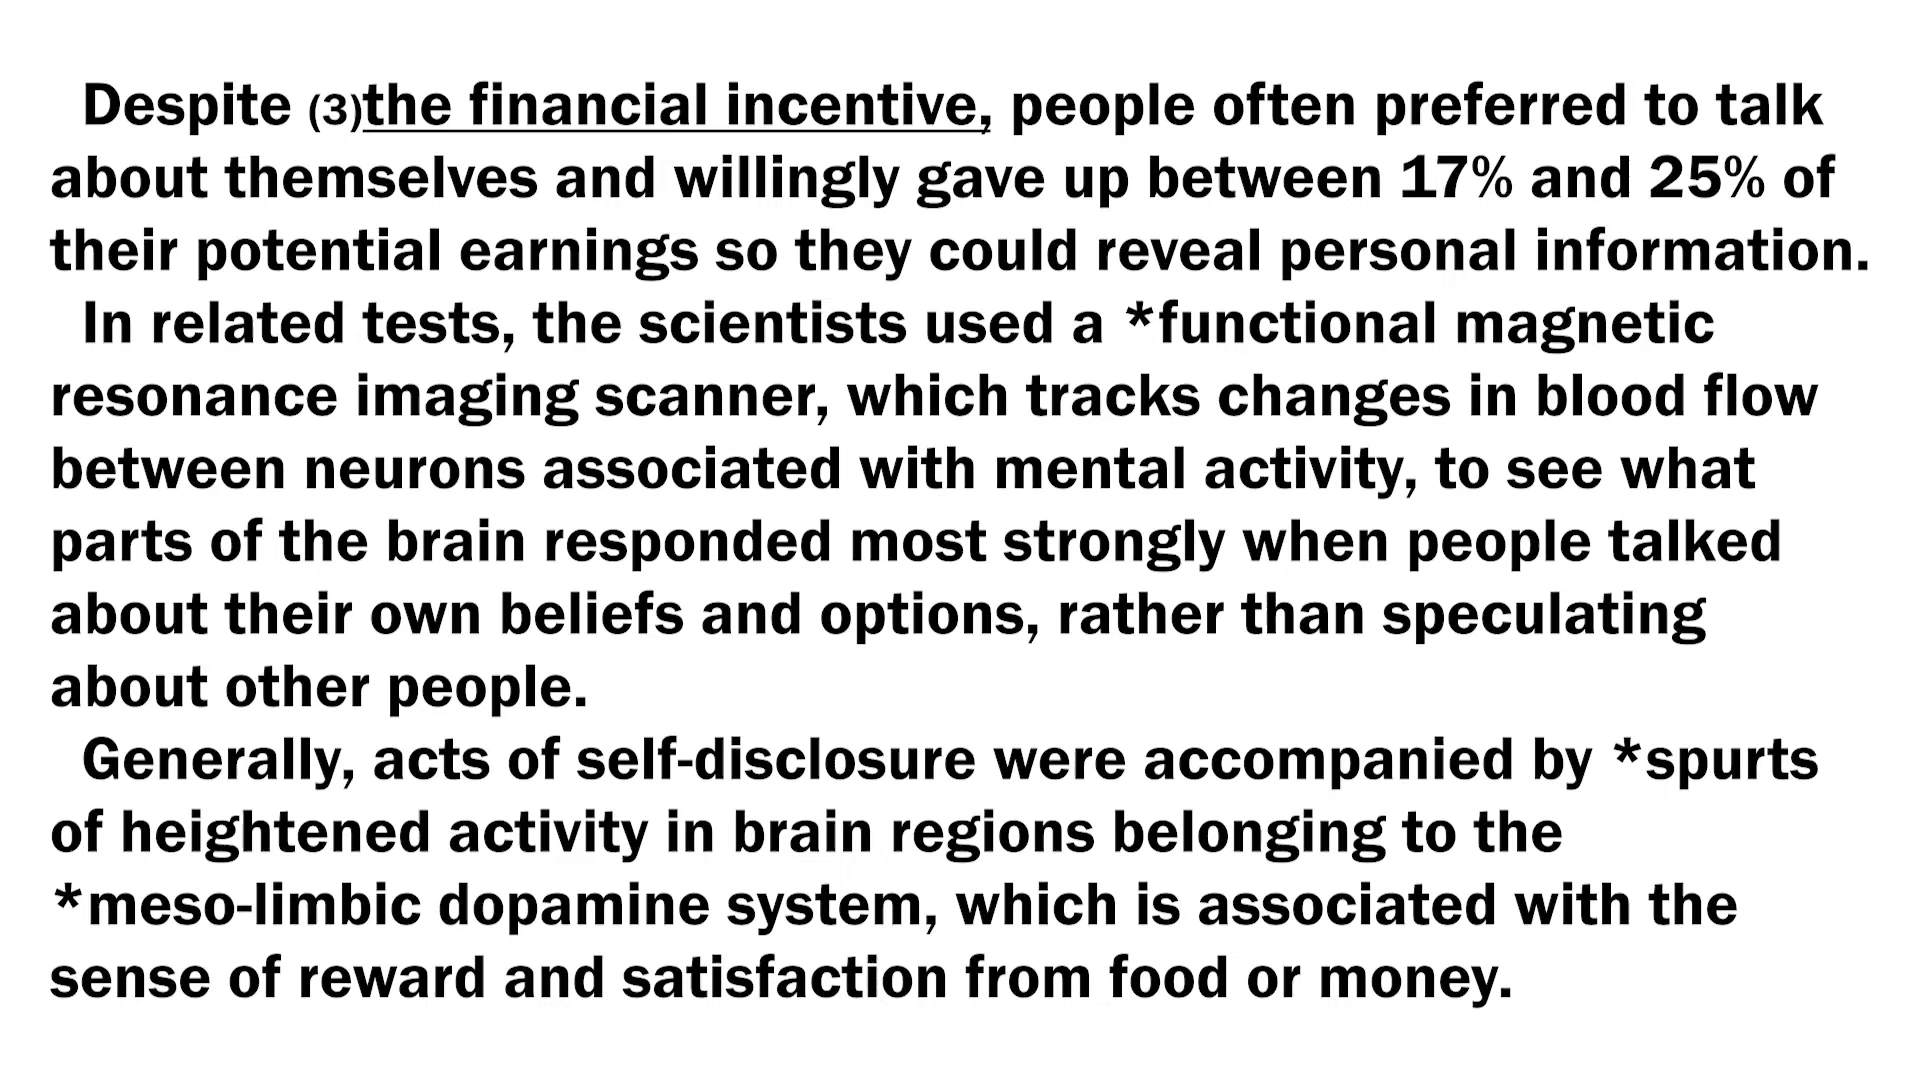 Despite (3)the financial incentive, people often preferred to talk
about themselves and willingly gave up between 17% and 25% of
their potential earnings so they could reveal personal information.
In related tests, the scientists used a *functional magnetic
resonance imaging scanner, which tracks changes in blood flow
between neurons associated with mental activity, to see what
parts of the brain responded most strongly when people talked
about their own beliefs and options, rather than speculating
about other people.
Generally, acts of self-disclosure were accompanied by *spurts
of heightened activity in brain regions belonging to the
*meso-limbic dopamine system, which is associated with the
sense of reward and satisfaction from food or money.